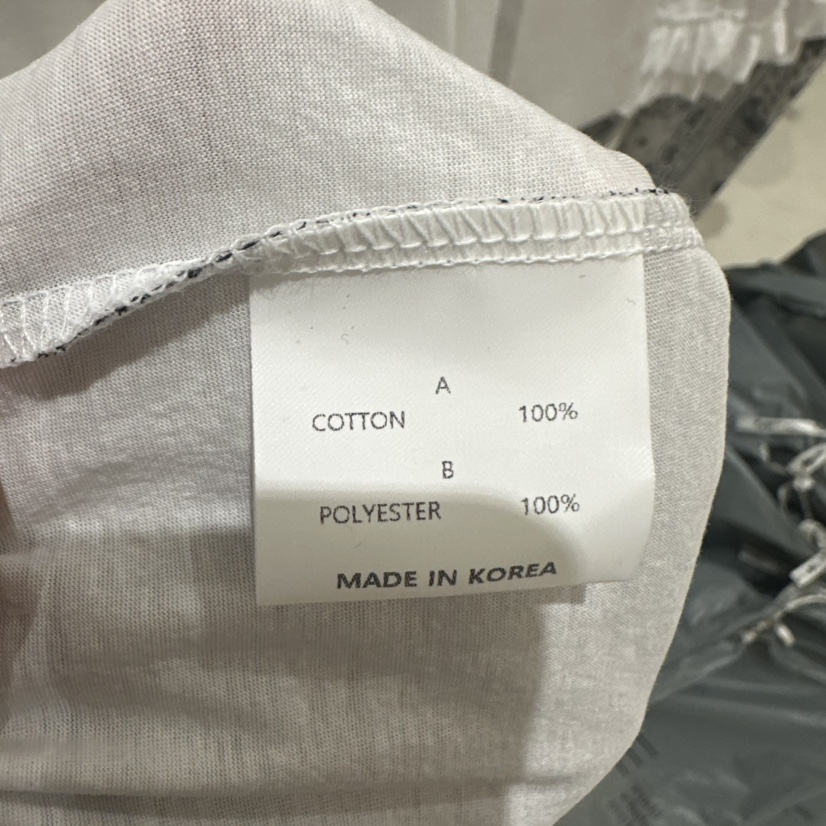 A
COTTON 100%
B
POLYESTER 100%
MADE IN KOREA